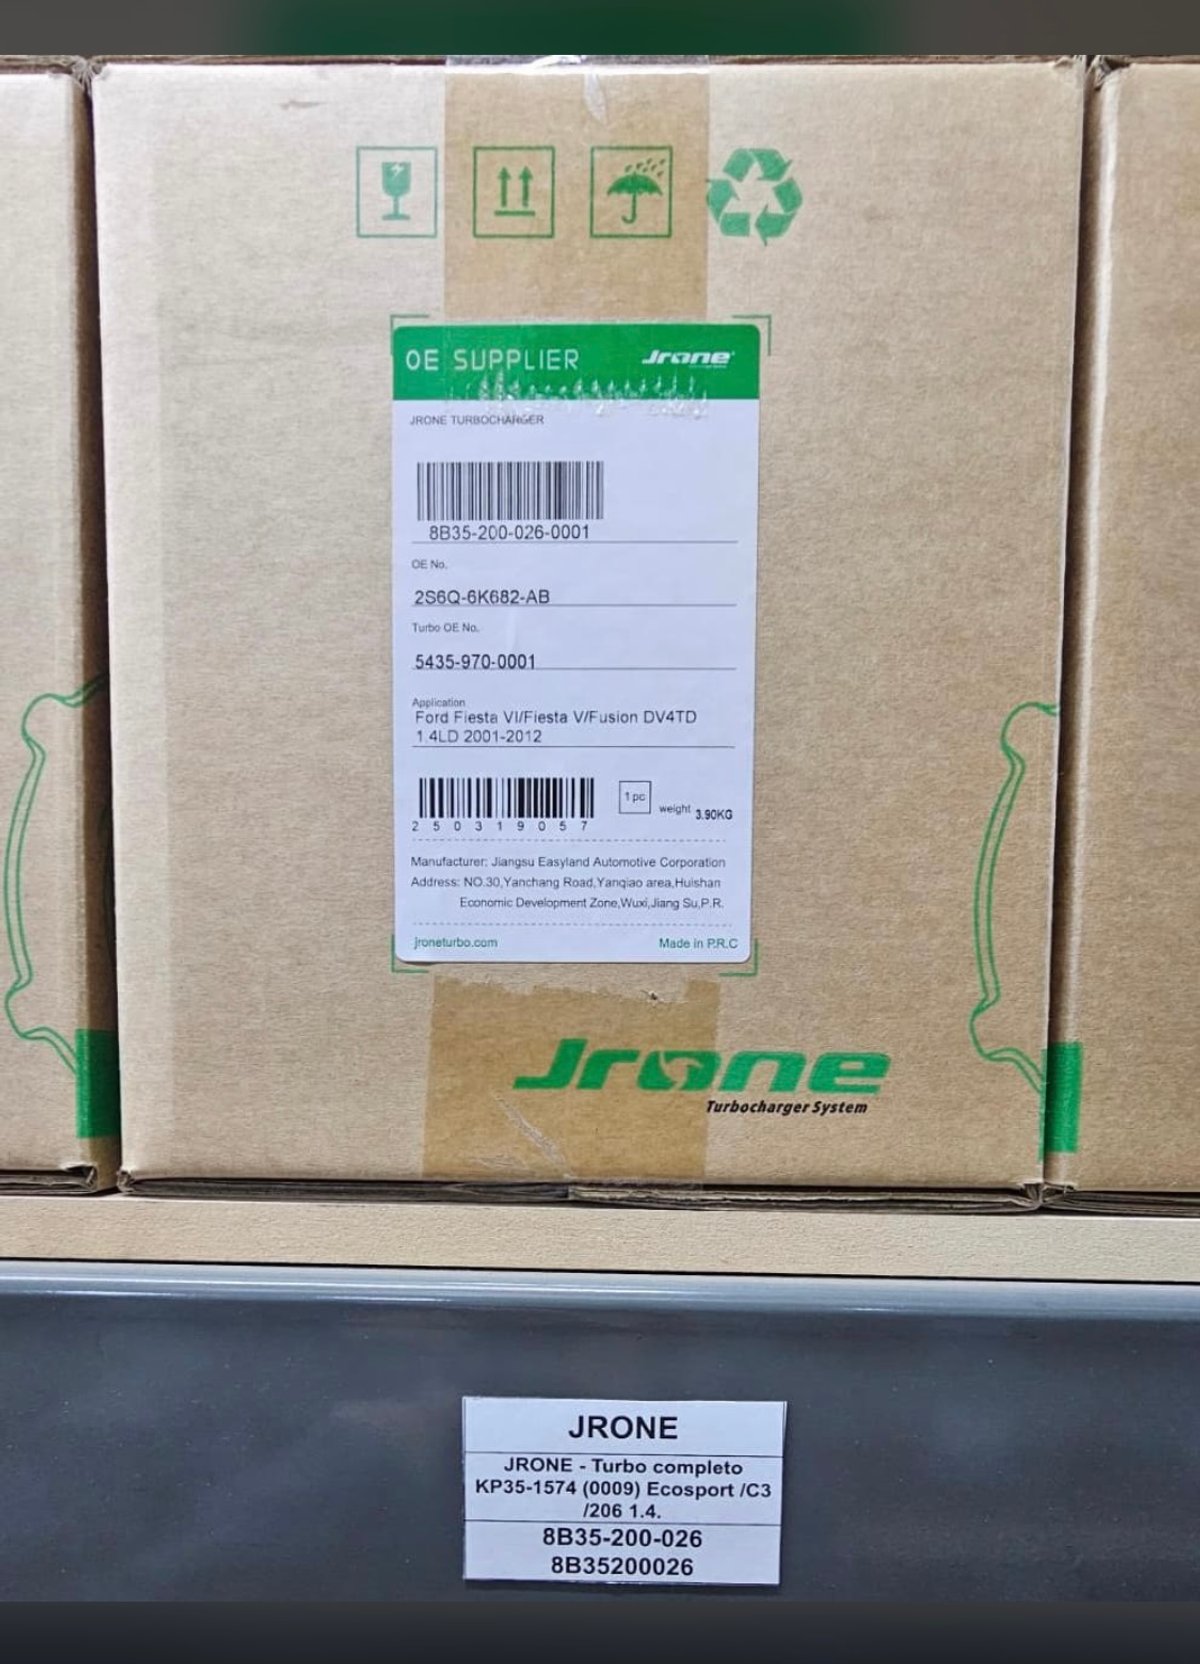 OE SUPPLIER Jrone
JRONE TURBOCHARGER
8B35-200-026-0001
OE No.
2S6Q-6K682-AB
Turbo OE No.
5435-970-0001
Application
Ford Fiesta VI/Fiesta V/Fusion DV4TD
1.4LD 2001-2012
1 pc
weight 3.90KG
2 5 0 3 1 9 0 5 7
Manufacturer: Jiangsu Easyland Automotive Corporation
Address: NO.30,Yanchang Road,Yanqiao area,Huishan
Economic Development Zone,Wuxi,Jiang Su,P.R.
jroneturbo.com Made in P.R.C
Jrone
Turbocharger System
JRONE
JRONE - Turbo completo
KP35-1574 (0009) Ecosport /C3
/206 1.4.
8B35-200-026
8B35200026